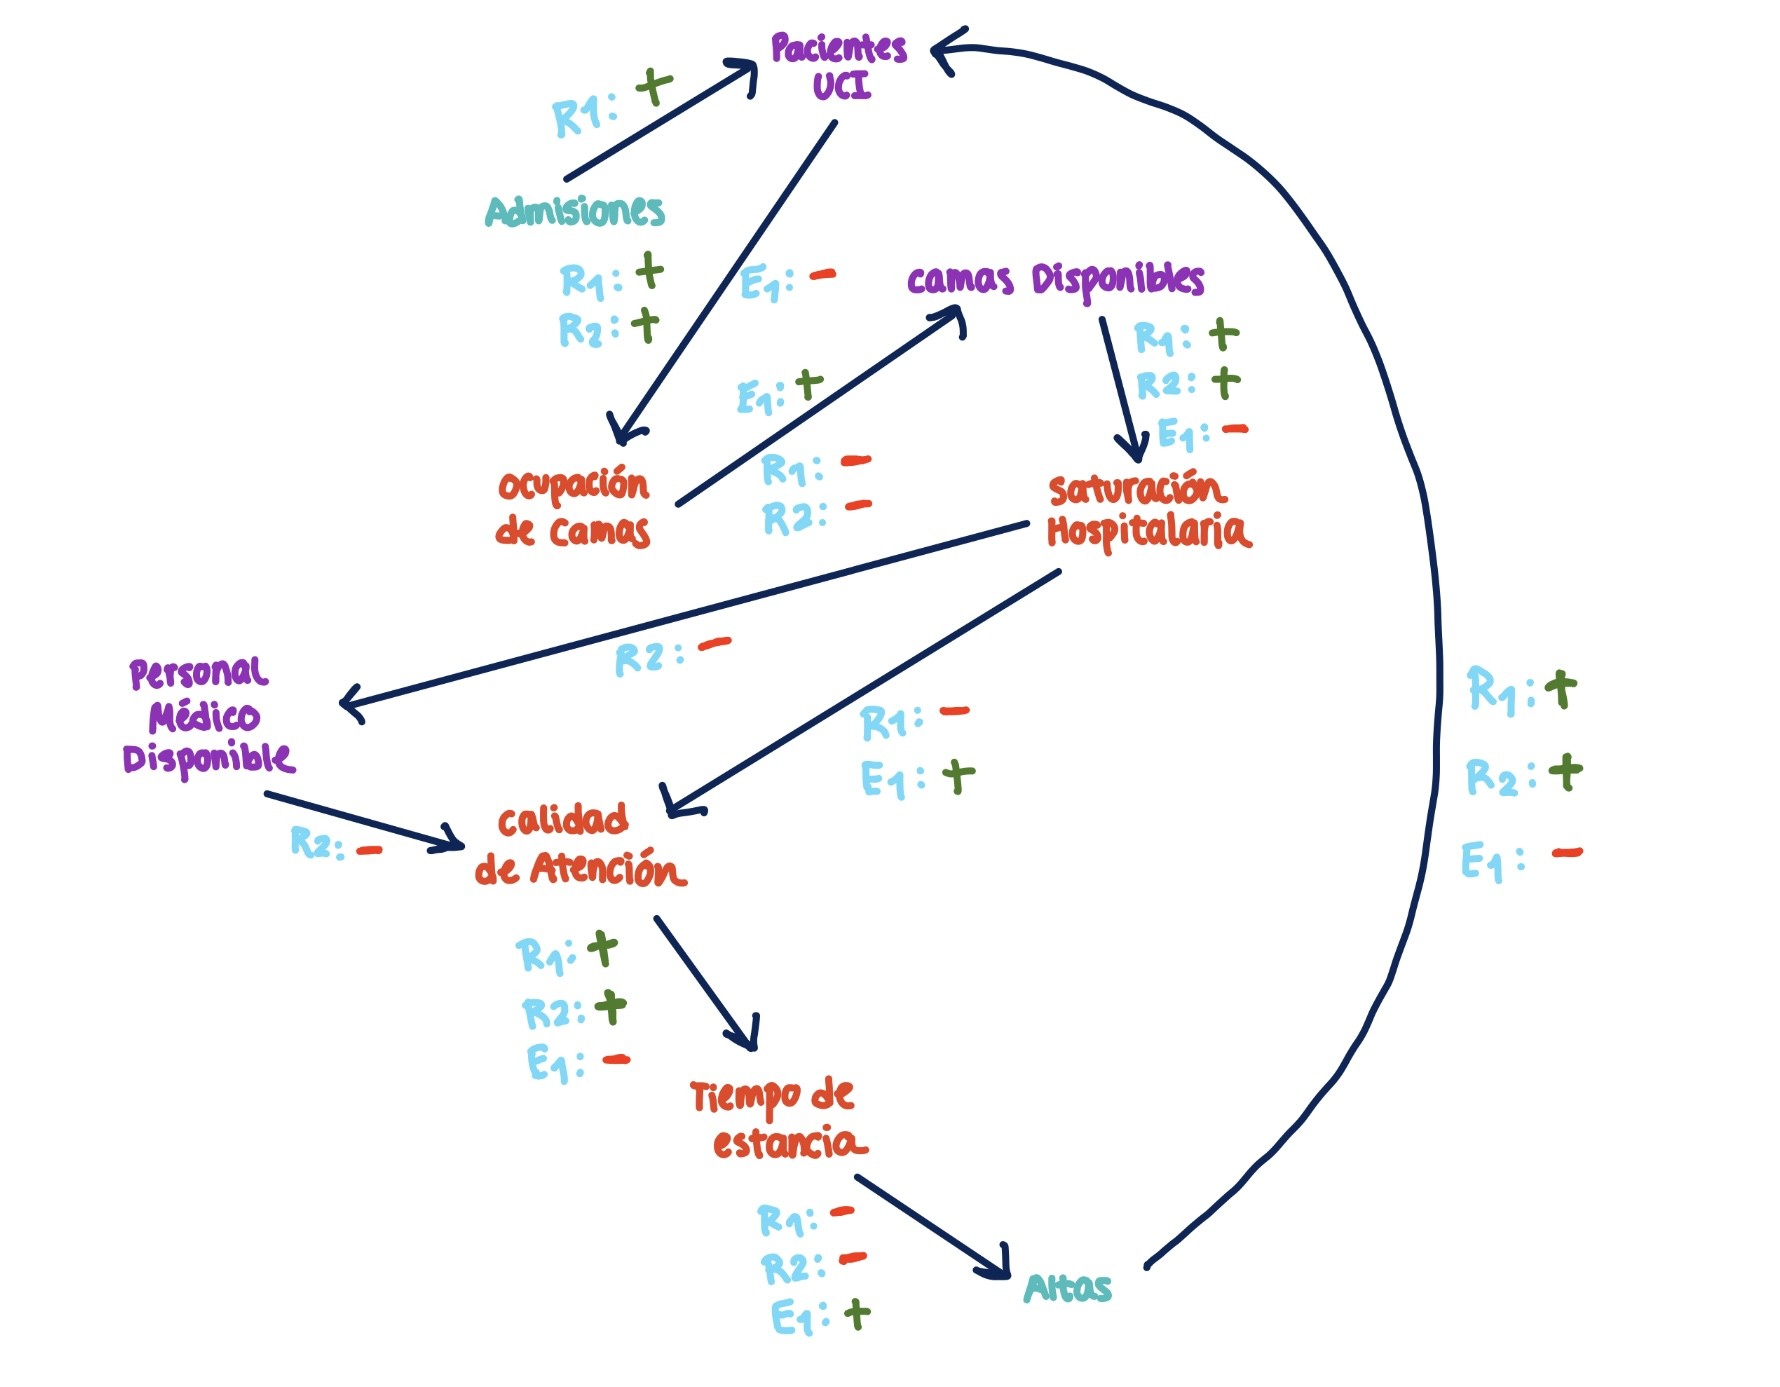 Pacientes
UCI
R1: +
Admisiones
R1: +
R2: +
E1: -
camas Disponibles
R1: +
R2: +
E1: -
E1: +
R1: -
R2: -
ocupación
de camas
saturación
Hospitalaria
R2: -
Personal
Médico
Disponible
R1: -
E1: +
R1: +
R2: +
E1: -
R2: -
calidad
de Atención
R1: +
R2: +
E1: -
Tiempo de
estancia
R1: -
R2: -
E1: +
Altas